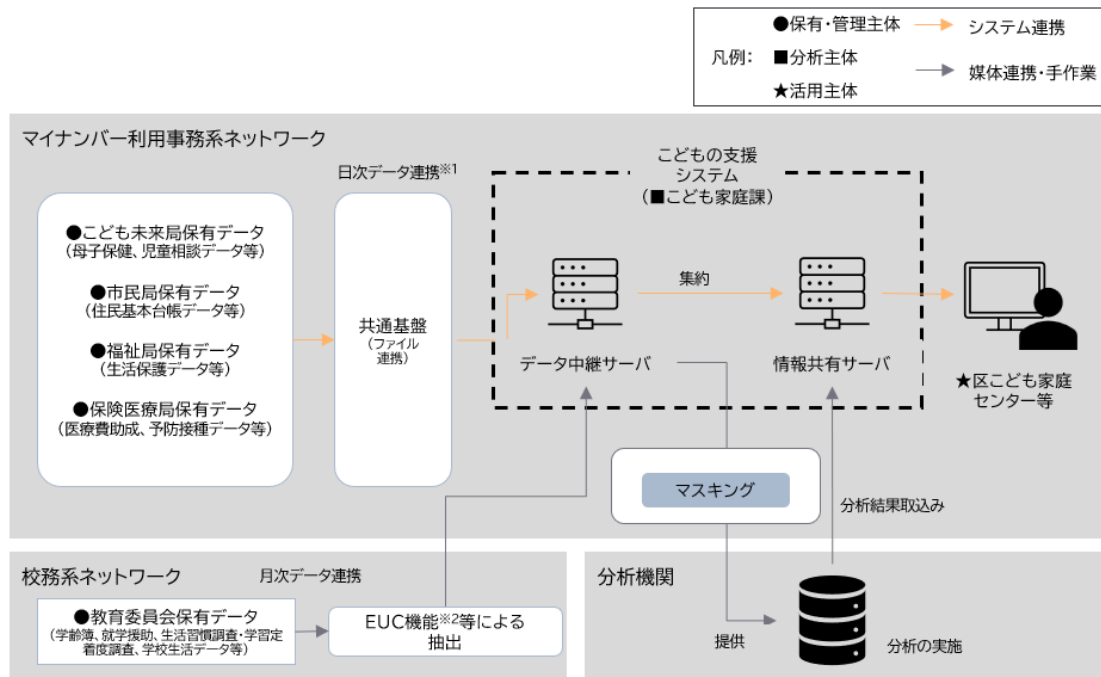 凡例：
●保有・管理主体
■分析主体
★活用主体
システム連携
媒体連携・手作業
マイナンバー利用事務系ネットワーク
●こども未来局保有データ
（母子保健、児童相談データ等）
●市民局保有データ
（住民基本台帳データ等）
●福祉局保有データ
（生活保護データ等）
●保険医療局保有データ
（医療費助成、予防接種データ等）
日次データ連携※1
共通基盤
（ファイル
連携）
こどもの支援
システム
（■こども家庭課）
集約
データ中継サーバ
情報共有サーバ
★区こども家庭
センター等
マスキング
分析結果取込み
校務系ネットワーク
月次データ連携
●教育委員会保有データ
（学齢簿、就学援助、生活習慣調査・学習定
着度調査、学校生活データ等）
EUC機能※2等による
抽出
分析機関
提供
分析の実施